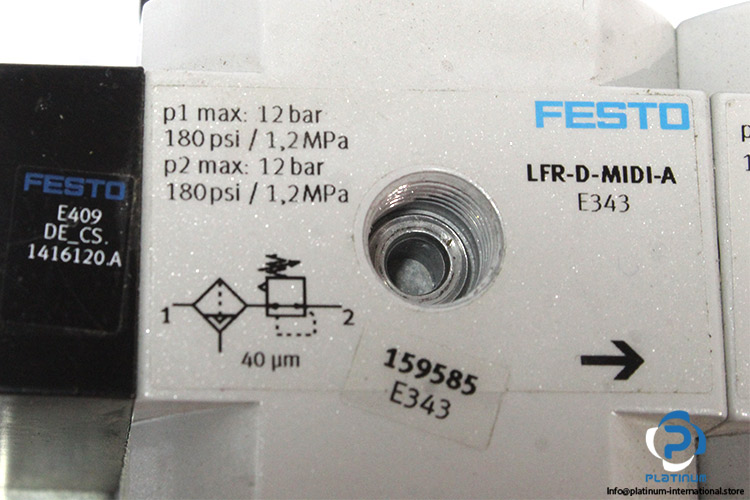 FESTO
E409
DE_CS.
1416120.A
p1 max: 12 bar
180 psi / 1,2 MPa
p2 max: 12 bar
180 psi / 1,2 MPa
1
2
40 µm
FESTO
LFR-D-MIDI-A
E343
159585
E343
p
1
PLATINUM
Info@platinum-international.store